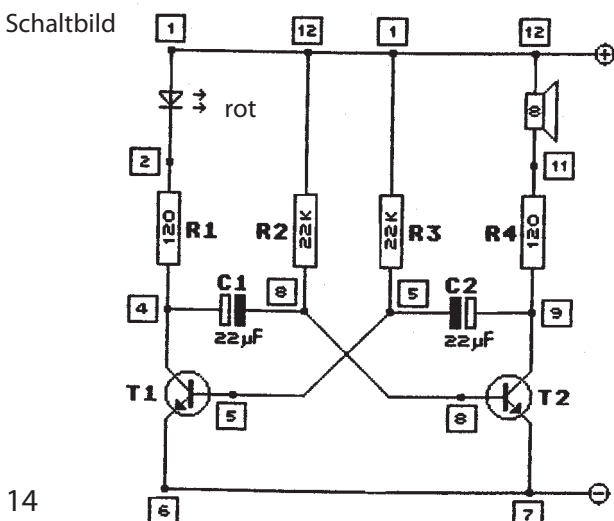 Schaltbild
1 12 1 12
+
rot
8
2 11
120 R1 R2 22K 22K R3 R4 120
C1 C2
4 8 5 9
22µF 22µF
T1 T2
5 8
−
6 7
14